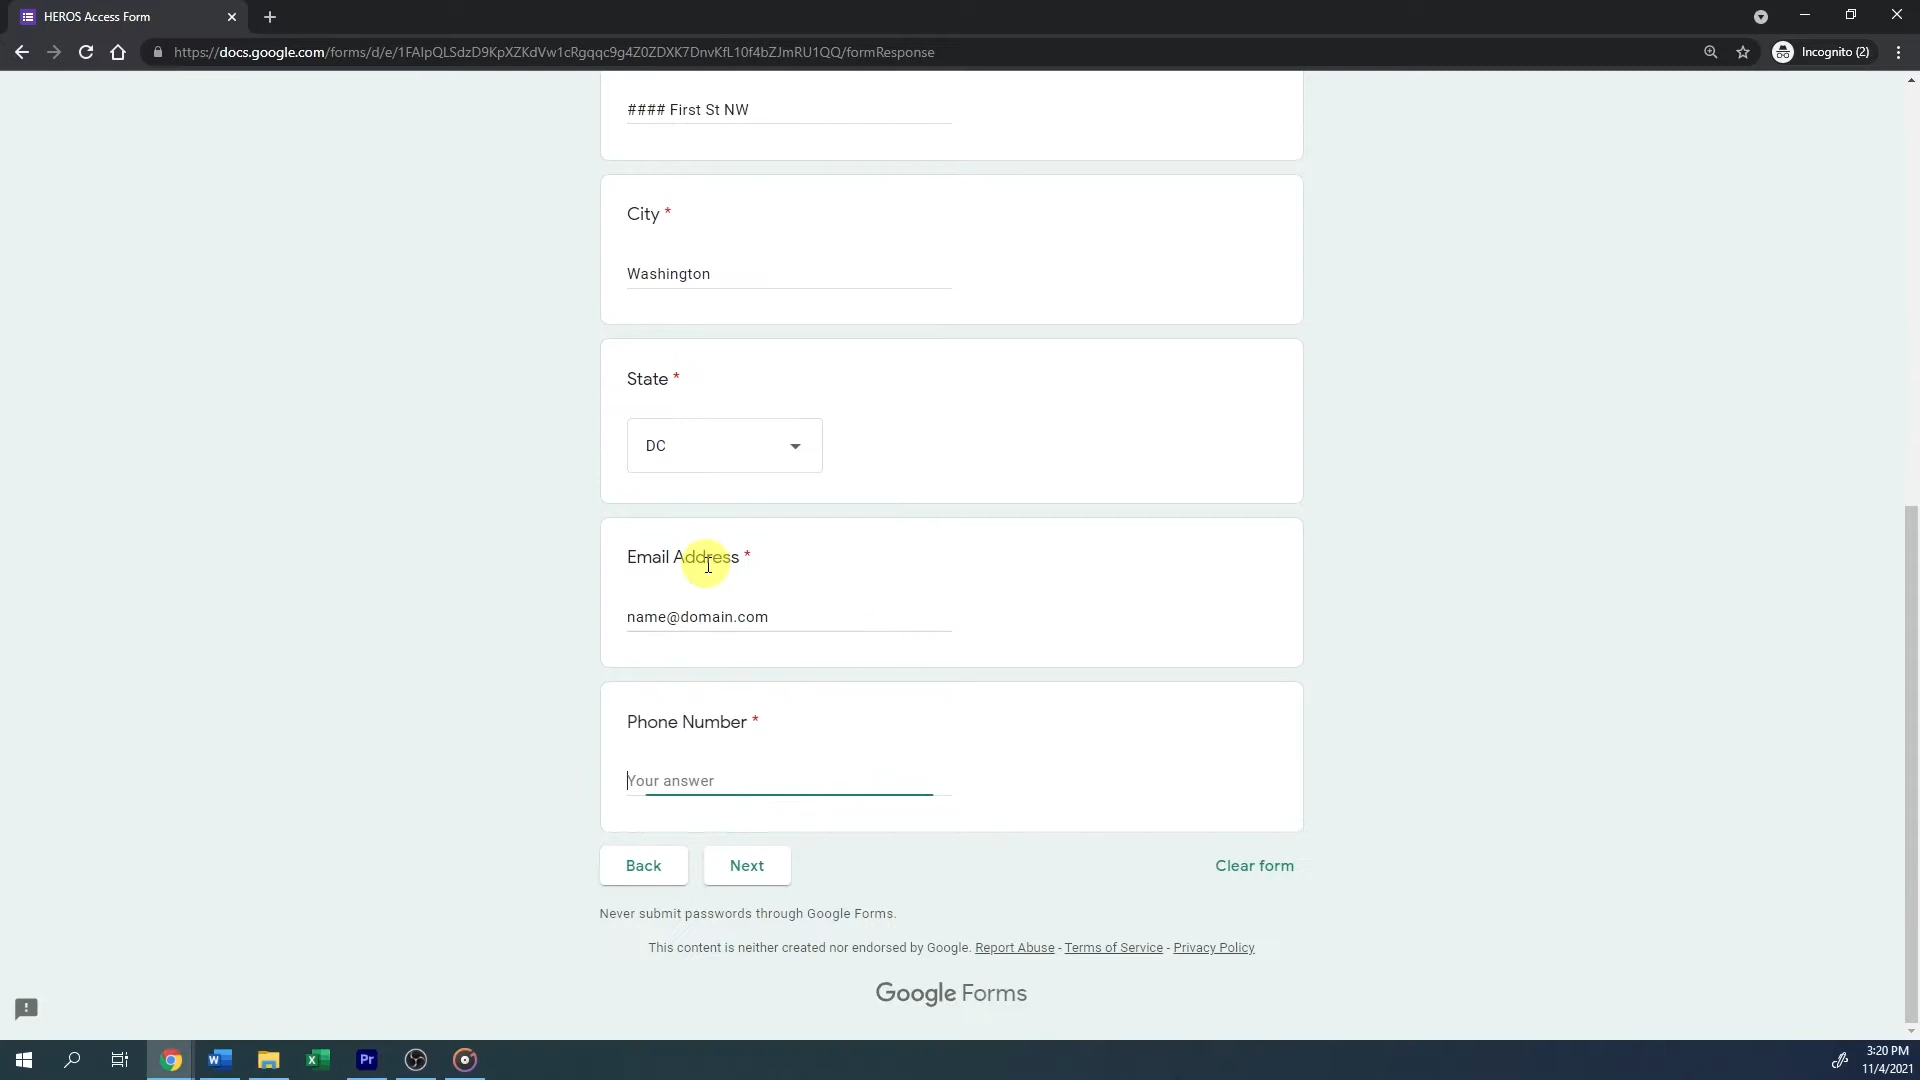 HEROS Access Form
https://docs.google.com/forms/d/e/1FAIpQLSdzD9KpXZKdVw1cRgqqc9g4Z0ZDXK7DnvKfL10f4bZJmRU1QQ/formResponse
Incognito (2)
#### First St NW
City *
Washington
State *
DC
Email Address *
name@domain.com
Phone Number *
Your answer
Back
Next
Clear form
Never submit passwords through Google Forms.
This content is neither created nor endorsed by Google. Report Abuse - Terms of Service - Privacy Policy
Google Forms
Pr
3:20 PM
11/4/2021